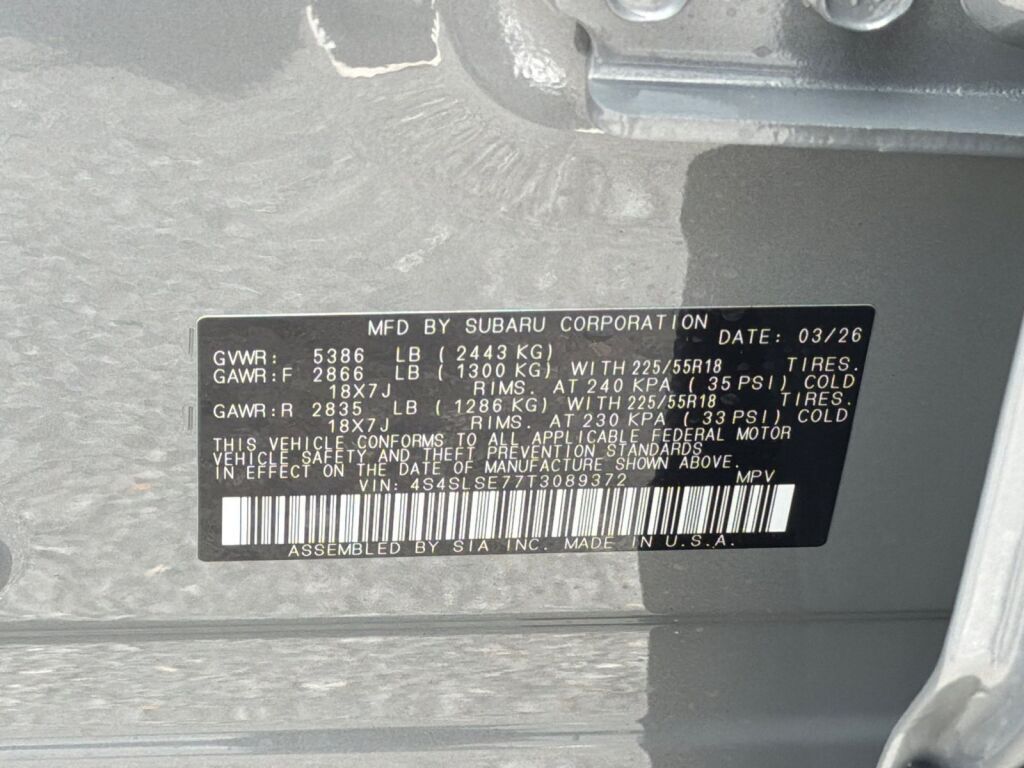 MFD BY SUBARU CORPORATION DATE: 03/26
GVWR: 5386 LB ( 2443 KG)
GAWR:F 2866 LB ( 1300 KG) WITH 225/55R18 TIRES.
18X7J RIMS. AT 240 KPA ( 35 PSI) COLD
GAWR:R 2835 LB ( 1286 KG) WITH 225/55R18 TIRES.
18X7J RIMS. AT 230 KPA ( 33 PSI) COLD
THIS VEHICLE CONFORMS TO ALL APPLICABLE FEDERAL MOTOR
VEHICLE SAFETY AND THEFT PREVENTION STANDARDS
IN EFFECT ON THE DATE OF MANUFACTURE SHOWN ABOVE.
VIN: 4S4SLSE77T3089372 MPV
ASSEMBLED BY SIA INC. MADE IN U.S.A.